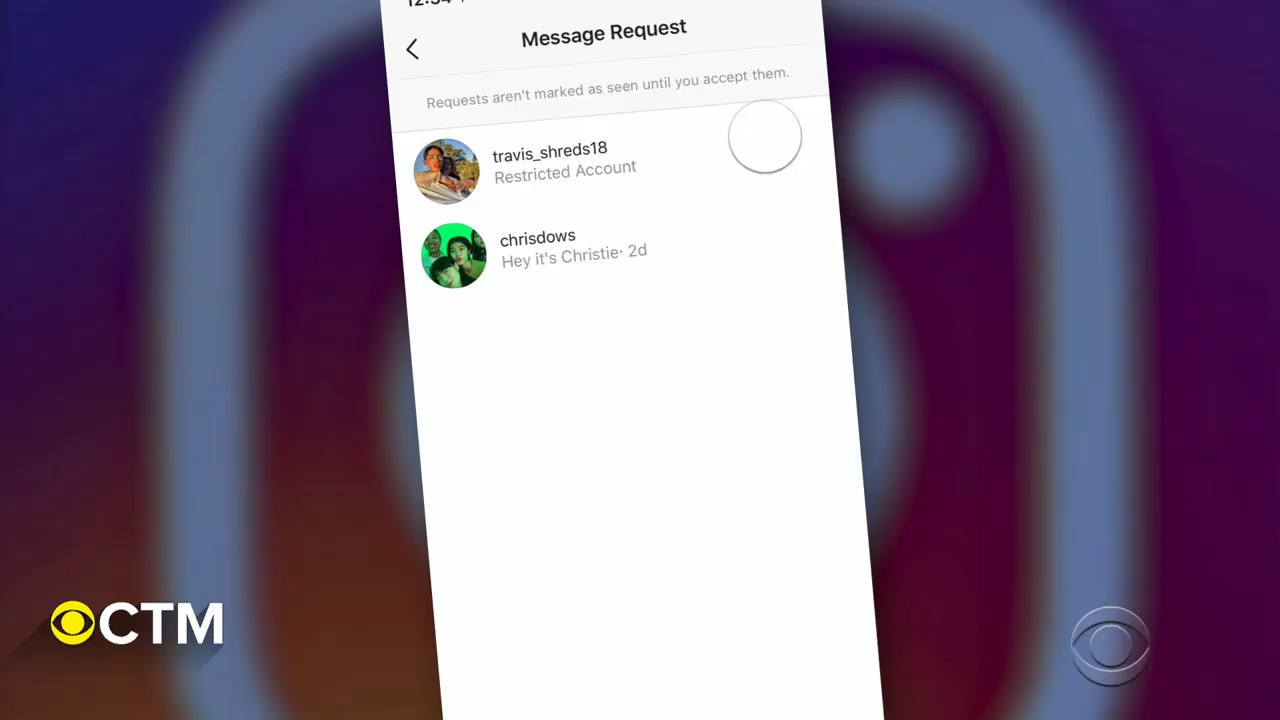 Message Request
Requests aren't marked as seen until you accept them.
travis_shreds18
Restricted Account
chrisdows
Hey it's Christie· 2d
CTM